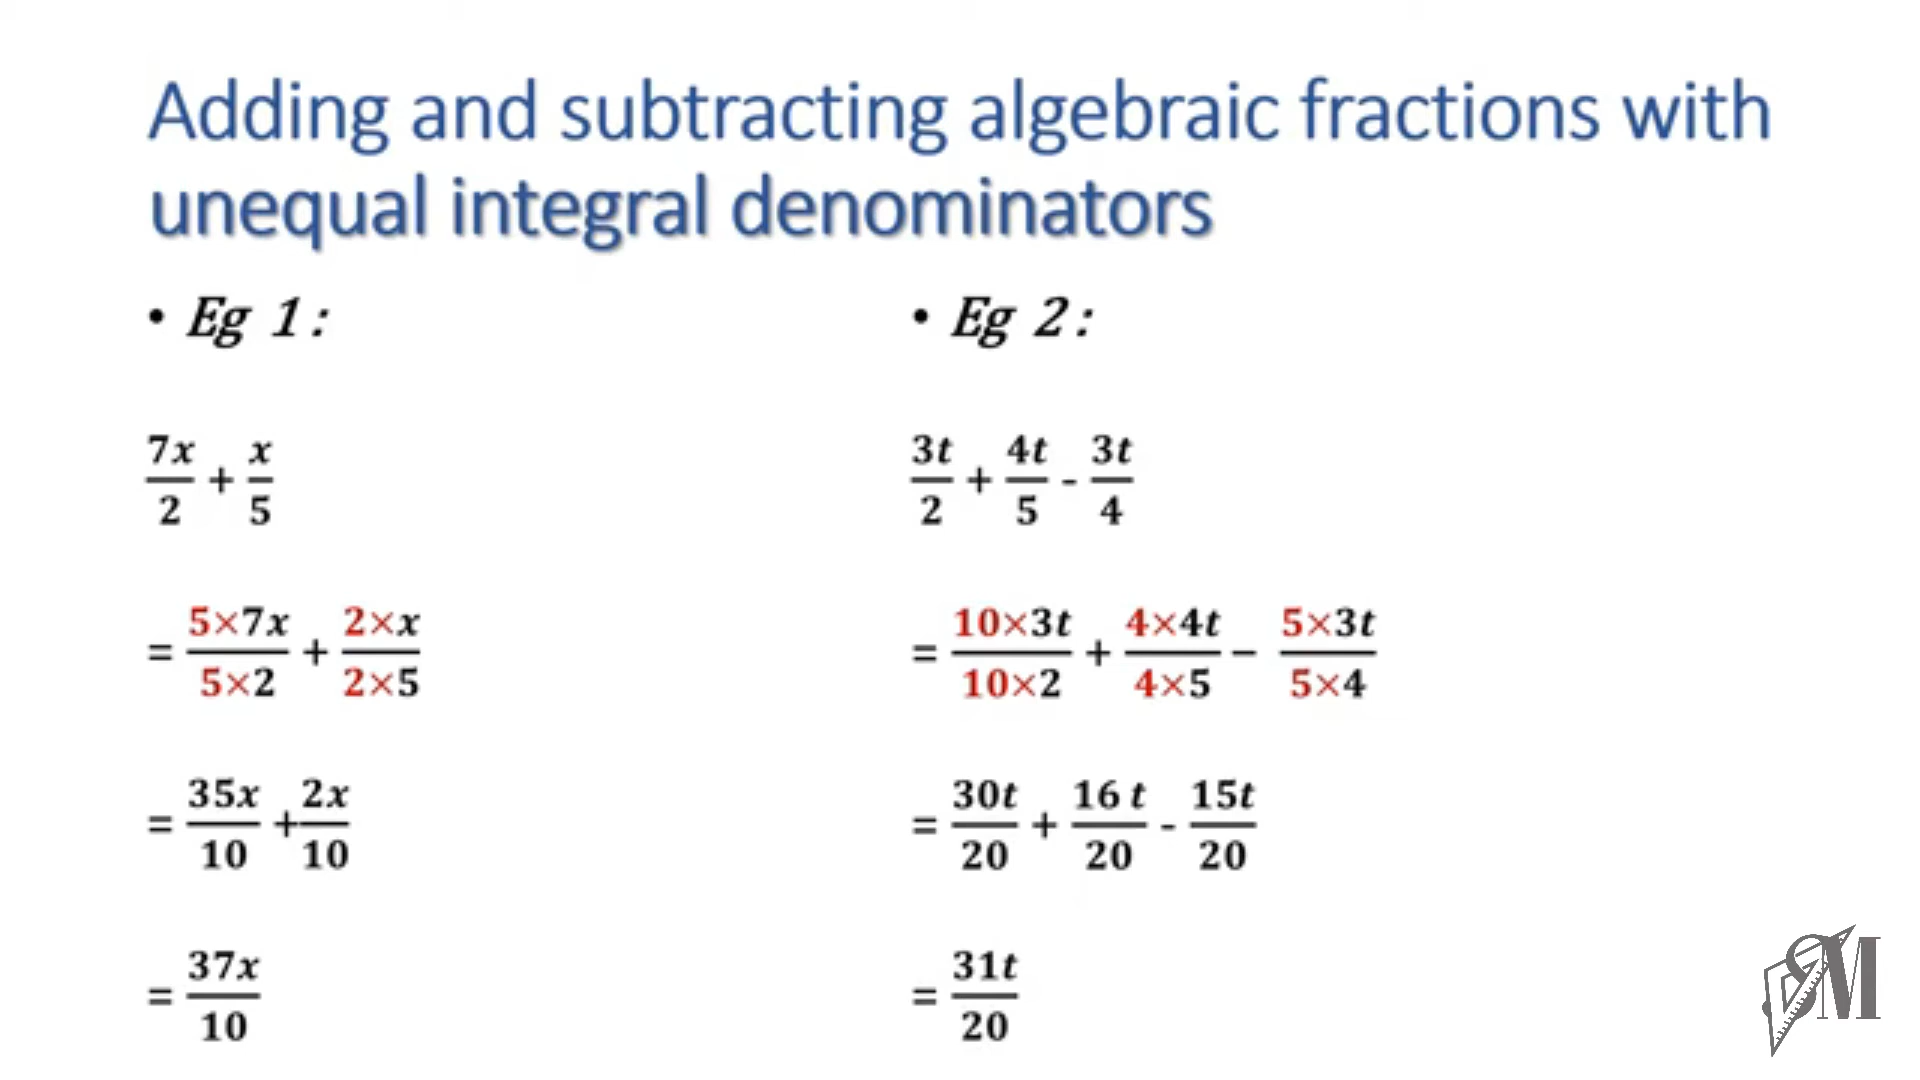 Adding and subtracting algebraic fractions with
unequal integral denominators
• Eg 1:
7x/2 + x/5
= 5×7x/5×2 + 2×x/2×5
= 35x/10 + 2x/10
= 37x/10
• Eg 2:
3t/2 + 4t/5 - 3t/4
= 10×3t/10×2 + 4×4t/4×5 − 5×3t/5×4
= 30t/20 + 16 t/20 - 15t/20
= 31t/20
SM